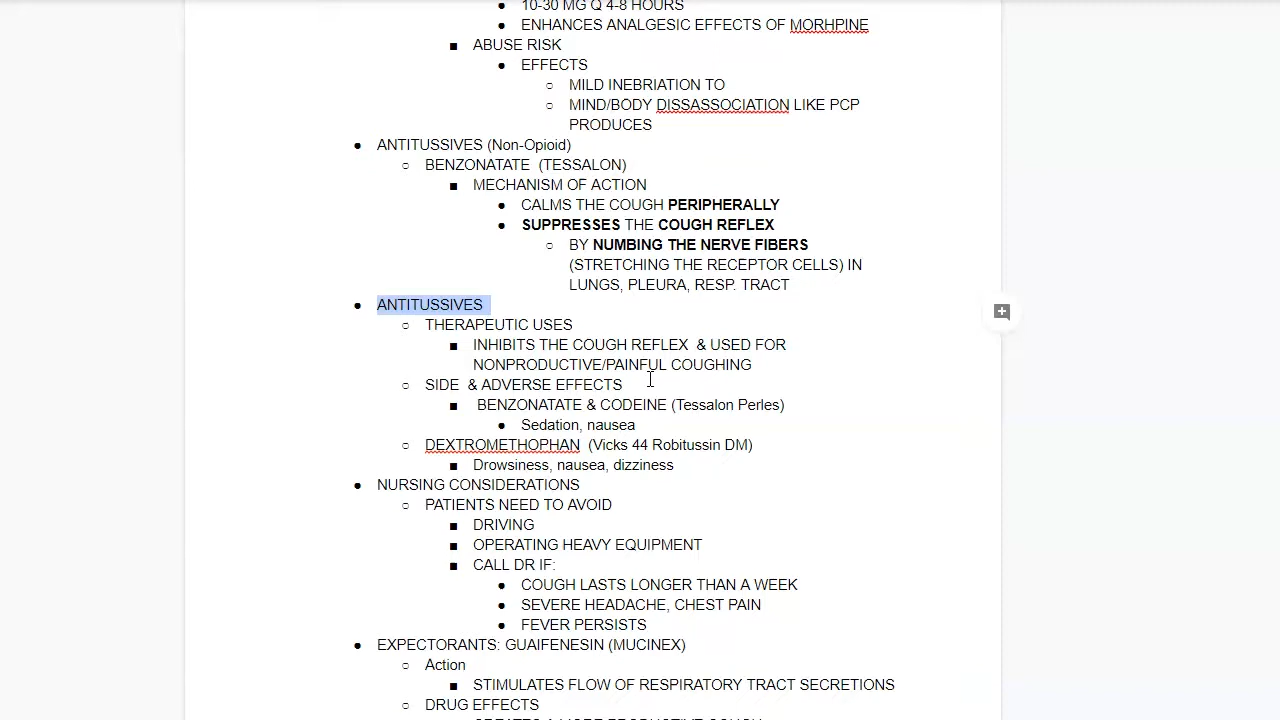 10-30 MG Q 4-8 HOURS
ENHANCES ANALGESIC EFFECTS OF MORHPINE
ABUSE RISK
EFFECTS
MILD INEBRIATION TO
MIND/BODY DISSASSOCIATION LIKE PCP
PRODUCES
ANTITUSSIVES (Non-Opioid)
BENZONATATE (TESSALON)
MECHANISM OF ACTION
CALMS THE COUGH PERIPHERALLY
SUPPRESSES THE COUGH REFLEX
BY NUMBING THE NERVE FIBERS
(STRETCHING THE RECEPTOR CELLS) IN
LUNGS, PLEURA, RESP. TRACT
ANTITUSSIVES
THERAPEUTIC USES
INHIBITS THE COUGH REFLEX & USED FOR
NONPRODUCTIVE/PAINFUL COUGHING
SIDE & ADVERSE EFFECTS
BENZONATATE & CODEINE (Tessalon Perles)
Sedation, nausea
DEXTROMETHOPHAN (Vicks 44 Robitussin DM)
Drowsiness, nausea, dizziness
NURSING CONSIDERATIONS
PATIENTS NEED TO AVOID
DRIVING
OPERATING HEAVY EQUIPMENT
CALL DR IF:
COUGH LASTS LONGER THAN A WEEK
SEVERE HEADACHE, CHEST PAIN
FEVER PERSISTS
EXPECTORANTS: GUAIFENESIN (MUCINEX)
Action
STIMULATES FLOW OF RESPIRATORY TRACT SECRETIONS
DRUG EFFECTS
CREATES A MORE PRODUCTIVE COUGH